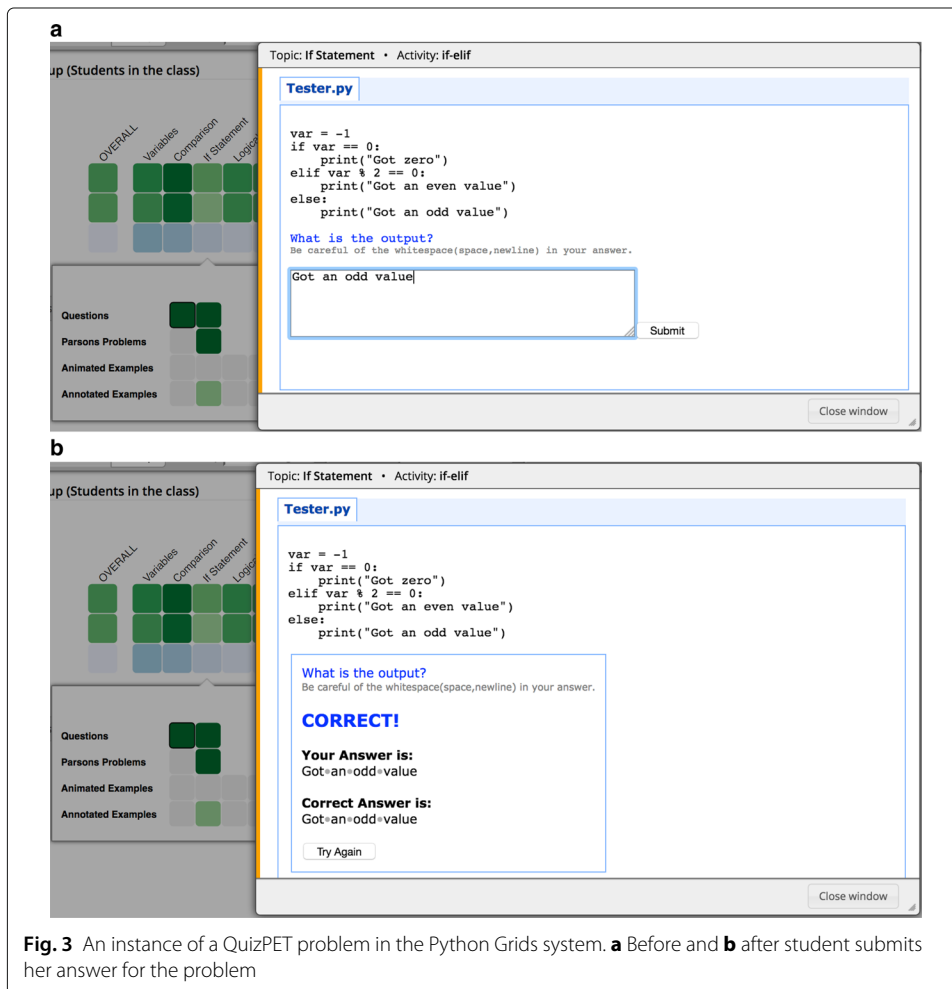 a
up (Students in the class)
OVERALL
Variables
Comparison
If Statement
Topic: If Statement • Activity: if-elif
Tester.py
var = -1
if var == 0:
    print("Got zero")
elif var % 2 == 0:
    print("Got an even value")
else:
    print("Got an odd value")
What is the output?
Be careful of the whitespace(space,newline) in your answer.
Got an odd value
Submit
Questions
Parsons Problems
Animated Examples
Annotated Examples
Close window
b
up (Students in the class)
OVERALL
Variables
Comparison
If Statement
Topic: If Statement • Activity: if-elif
Tester.py
var = -1
if var == 0:
    print("Got zero")
elif var % 2 == 0:
    print("Got an even value")
else:
    print("Got an odd value")
What is the output?
Be careful of the whitespace(space,newline) in your answer.
CORRECT!
Your Answer is:
Got•an•odd•value
Correct Answer is:
Got•an•odd•value
Try Again
Questions
Parsons Problems
Animated Examples
Annotated Examples
Close window
Fig. 3 An instance of a QuizPET problem in the Python Grids system. a Before and b after student submits
her answer for the problem